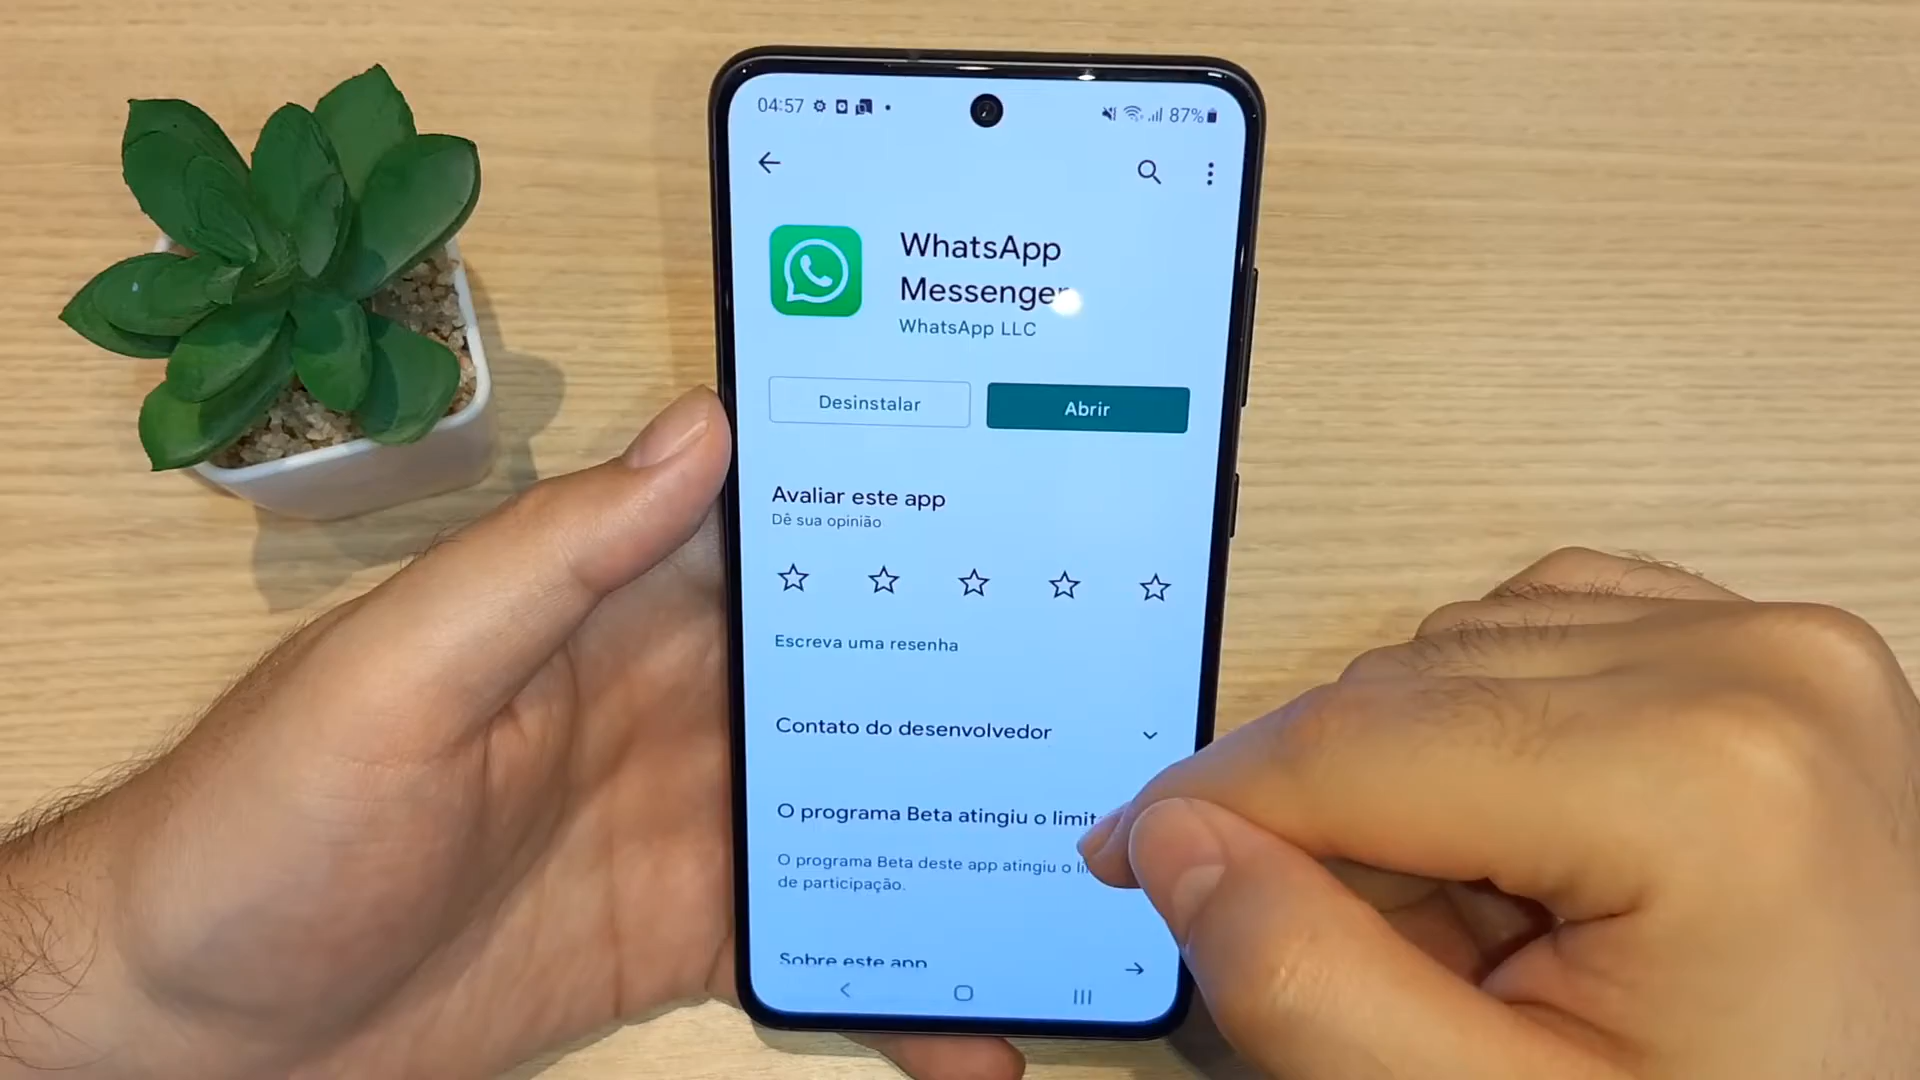 04:57 87%
WhatsApp
Messenger
WhatsApp LLC
Desinstalar Abrir
Avaliar este app
Dê sua opinião
Escreva uma resenha
Contato do desenvolvedor
O programa Beta atingiu o
O programa Beta deste app atingiu o
de participação.
Sobre este app